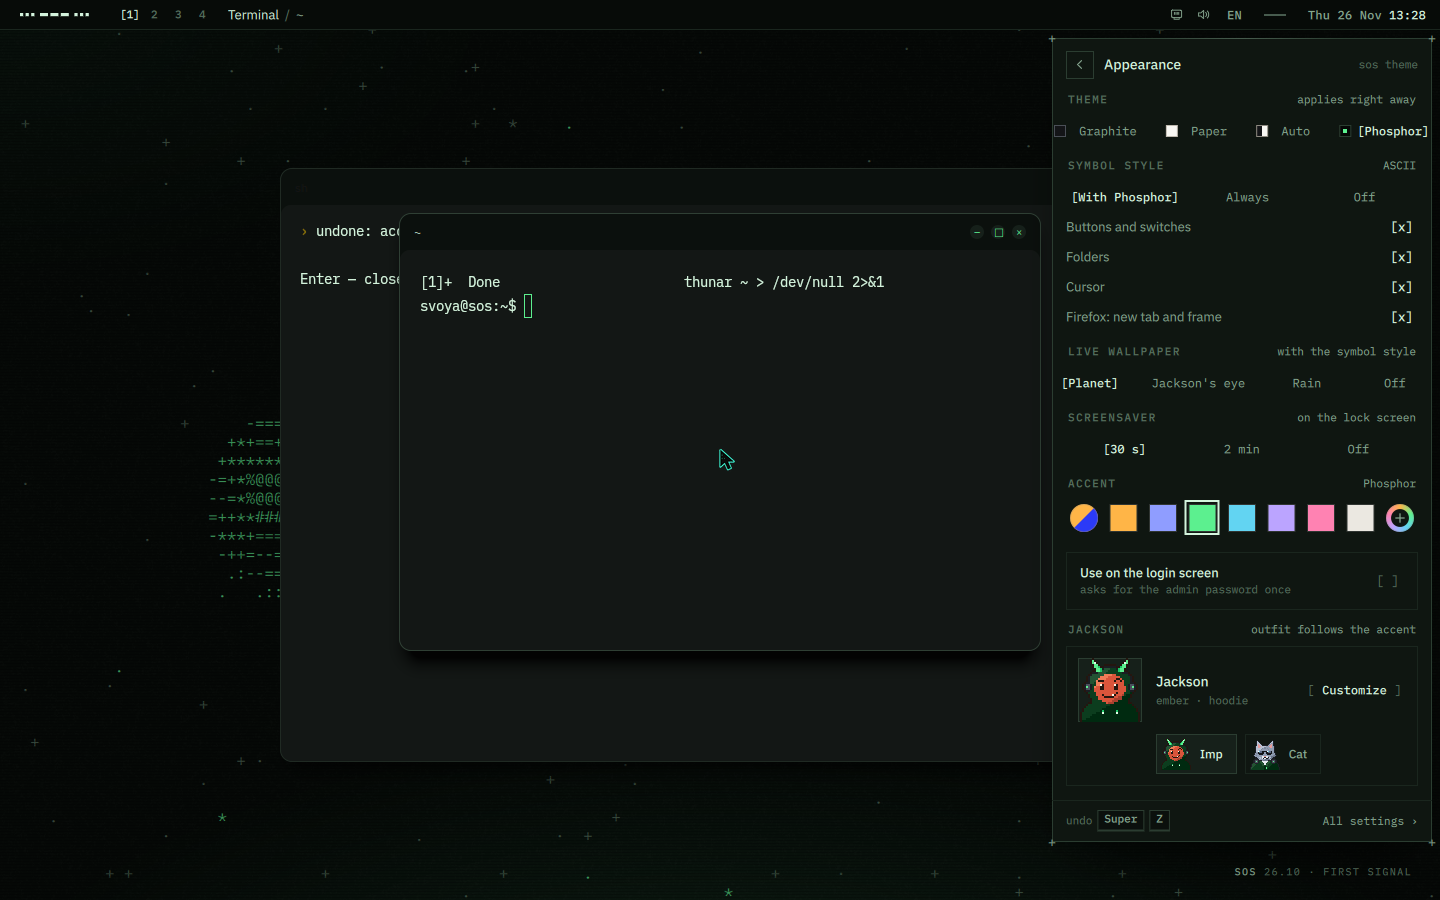 [1] 2 3 4 Terminal / ~ EN Thu 26 Nov 13:28
Appearance sos theme
THEME applies right away
Graphite Paper Auto [Phosphor]
SYMBOL STYLE ASCII
[With Phosphor] Always Off
Buttons and switches [x]
Folders [x]
Cursor [x]
Firefox: new tab and frame [x]
LIVE WALLPAPER with the symbol style
[Planet] Jackson's eye Rain Off
SCREENSAVER on the lock screen
[30 s] 2 min Off
ACCENT Phosphor
Use on the login screen
asks for the admin password once [ ]
JACKSON outfit follows the accent
Jackson
ember · hoodie [ Customize ]
Imp Cat
undo Super Z All settings ›
› undone: acc
Enter — close
~
[1]+  Done                       thunar ~ > /dev/null 2>&1
svoya@sos:~$
SOS 26.10 · FIRST SIGNAL